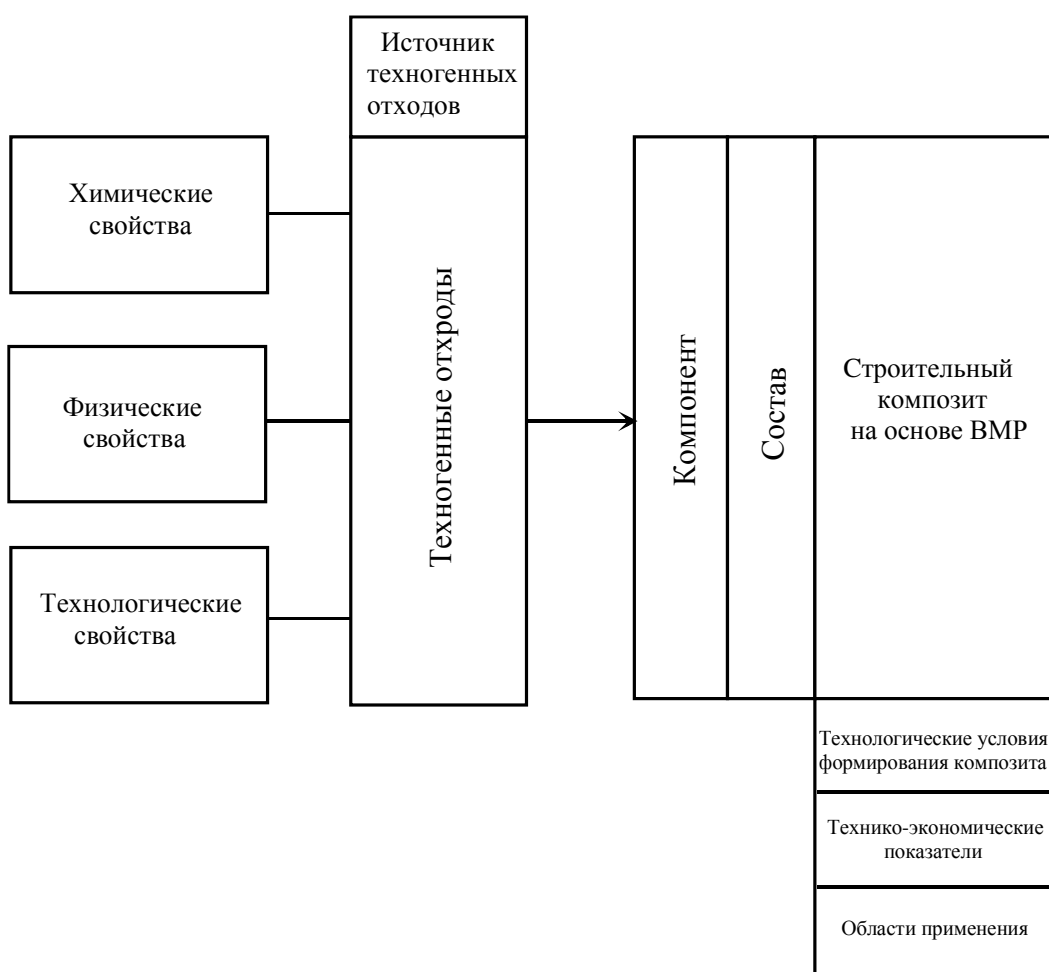 Источник
техногенных
отходов
Химические
свойства
Физические
свойства
Технологические
свойства
Техногенные отхроды
Компонент
Состав
Строительный
композит
на основе ВМР
Технологические условия
формирования композита
Технико-экономические
показатели
Области применения